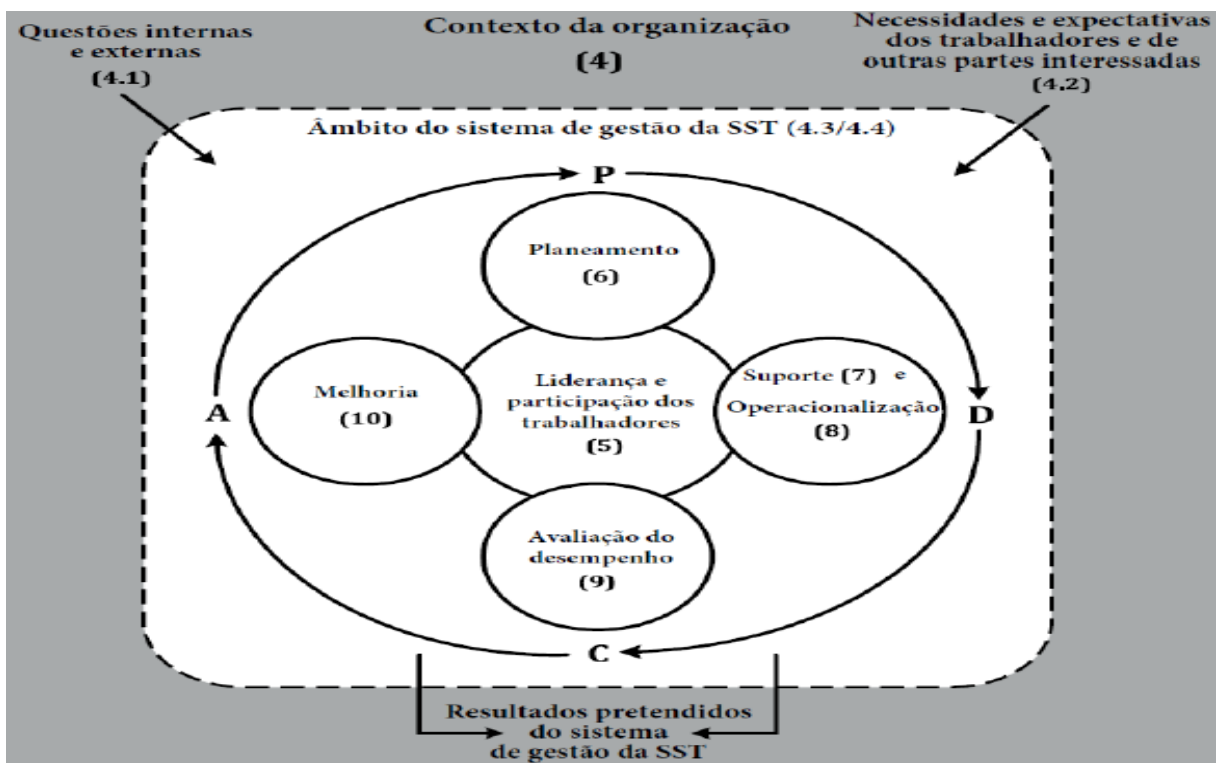 Questões internas
e externas
(4.1)
Contexto da organização
(4)
Necessidades e expectativas
dos trabalhadores e de
outras partes interessadas
(4.2)
Âmbito do sistema de gestão da SST (4.3/4.4)
P
Planeamento
(6)
A
Melhoria
(10)
Liderança e
participação dos
trabalhadores
(5)
Suporte (7) e
Operacionalização
(8)
D
Avaliação do
desempenho
(9)
C
Resultados pretendidos
do sistema
de gestão da SST